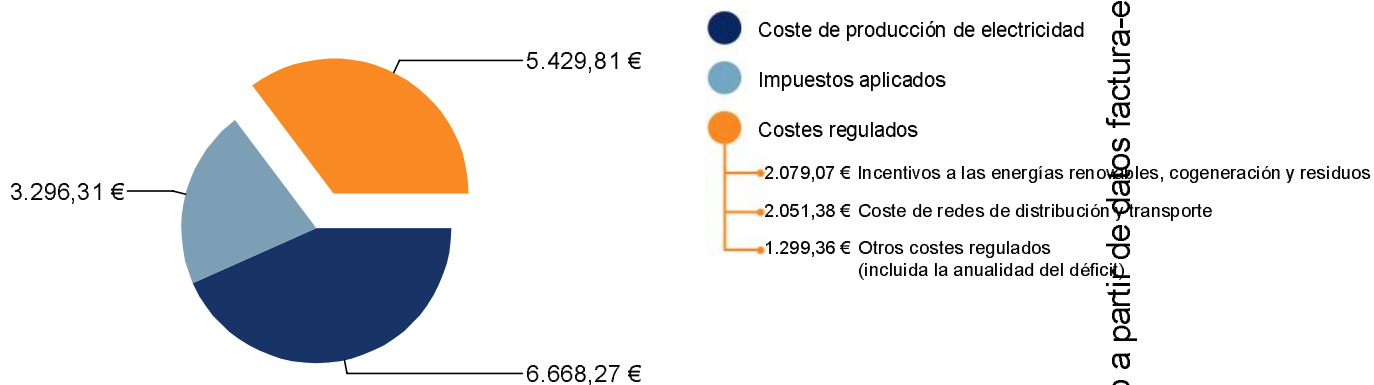 5.429,81 €
3.296,31 €
6.668,27 €
Coste de producción de electricidad
Impuestos aplicados
Costes regulados
2.079,07 € Incentivos a las energías renovables, cogeneración y residuos
2.051,38 € Coste de redes de distribución y transporte
1.299,36 € Otros costes regulados
(incluida la anualidad del déficit)
a partir de datos factura-e